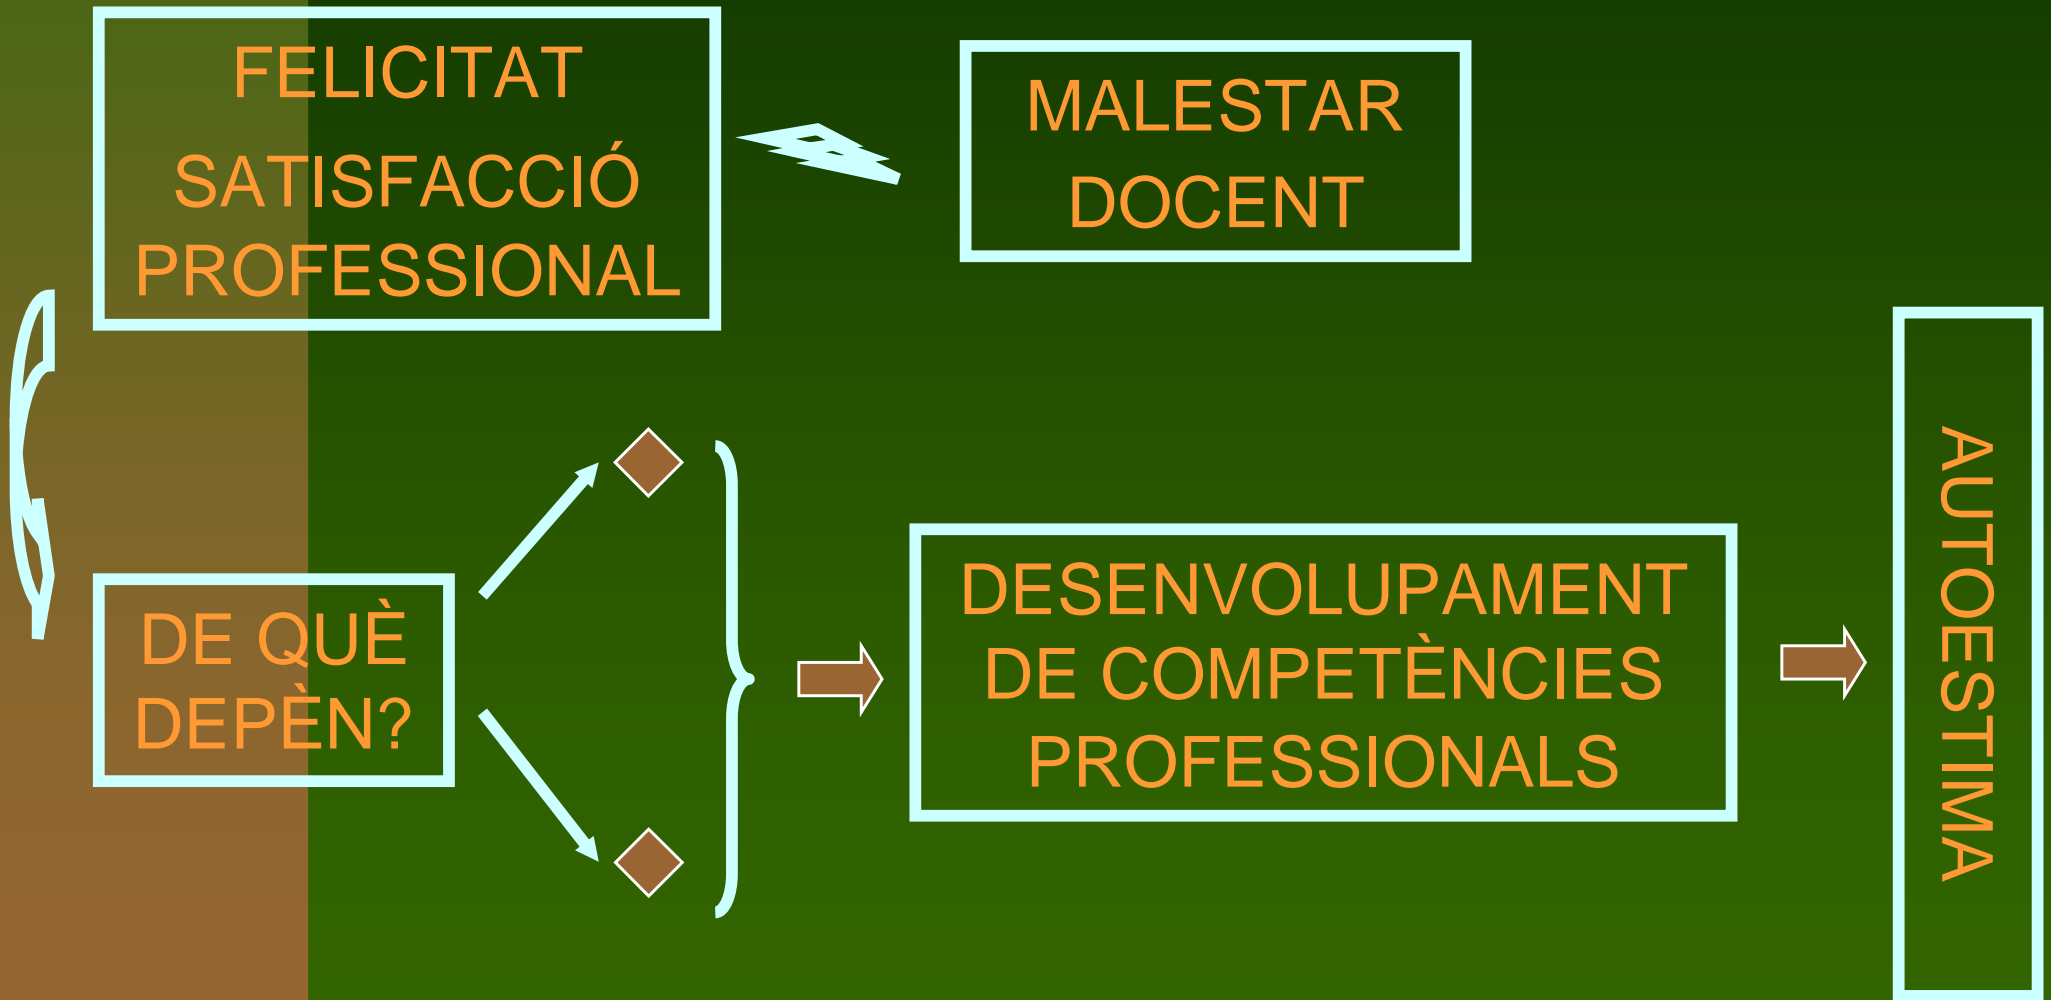 FELICITAT
SATISFACCIÓ
PROFESSIONAL
MALESTAR
DOCENT
DE QUÈ
DEPÈN?
DESENVOLUPAMENT
DE COMPETÈNCIES
PROFESSIONALS
AUTOESTIMA